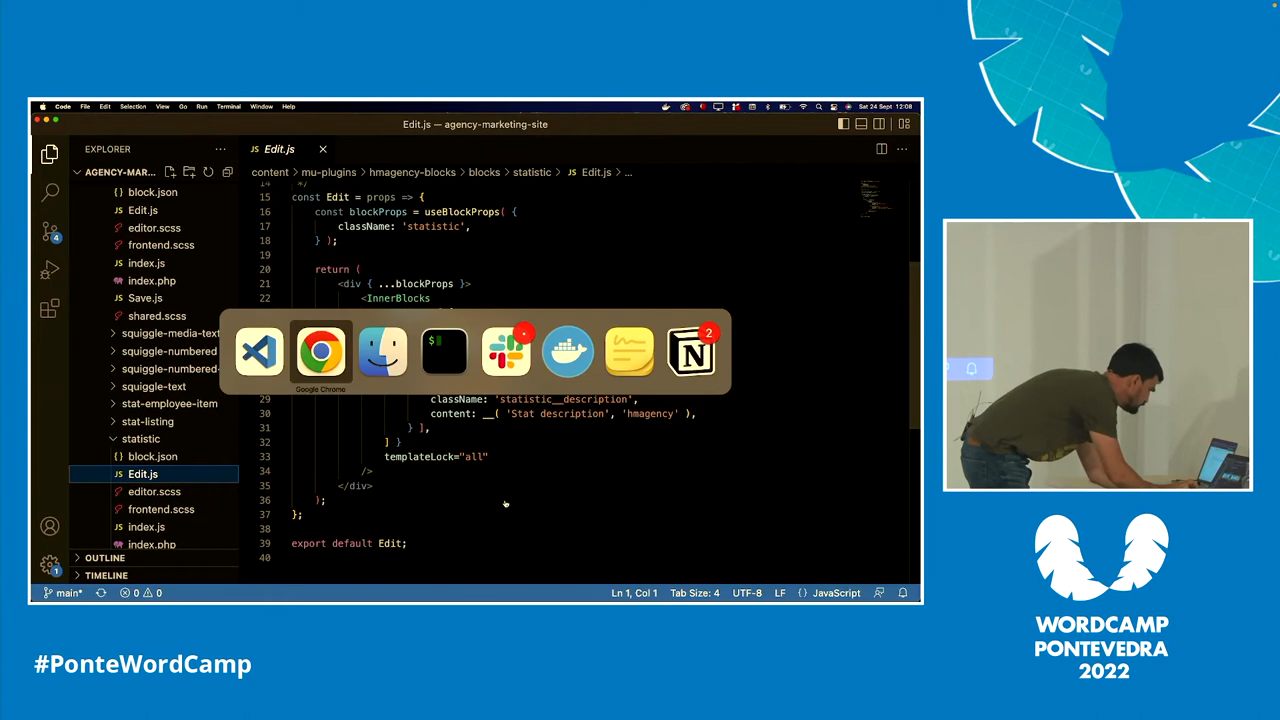 Code File Edit Selection View Go Run Terminal Window Help
Sat 24 Sept 12:08
Edit.js — agency-marketing-site
EXPLORER
Edit.js
AGENCY-MAR...
content > mu-plugins > hmagency-blocks > blocks > statistic > Edit.js > ...
block.json
Edit.js
editor.scss
frontend.scss
index.js
index.php
Save.js
shared.scss
squiggle-media-text
squiggle-numbered
squiggle-numbered
squiggle-text
stat-employee-item
stat-listing
statistic
block.json
Edit.js
editor.scss
frontend.scss
index.js
index.php
OUTLINE
TIMELINE
14 */
15 const Edit = props => {
16 const blockProps = useBlockProps( {
17 className: 'statistic',
18 } );
19
20 return (
21 <div { ...blockProps }>
22 <InnerBlocks
Google Chrome
2
29 className: 'statistic__description',
30 content: __( 'Stat description', 'hmagency' ),
31 } ],
32 ] }
33 templateLock="all"
34 />
35 </div>
36 );
37 };
38
39 export default Edit;
40
4
1
main* 0 0
Ln 1, Col 1 Tab Size: 4 UTF-8 LF {} JavaScript
#PonteWordCamp
WORDCAMP
PONTEVEDRA
2022